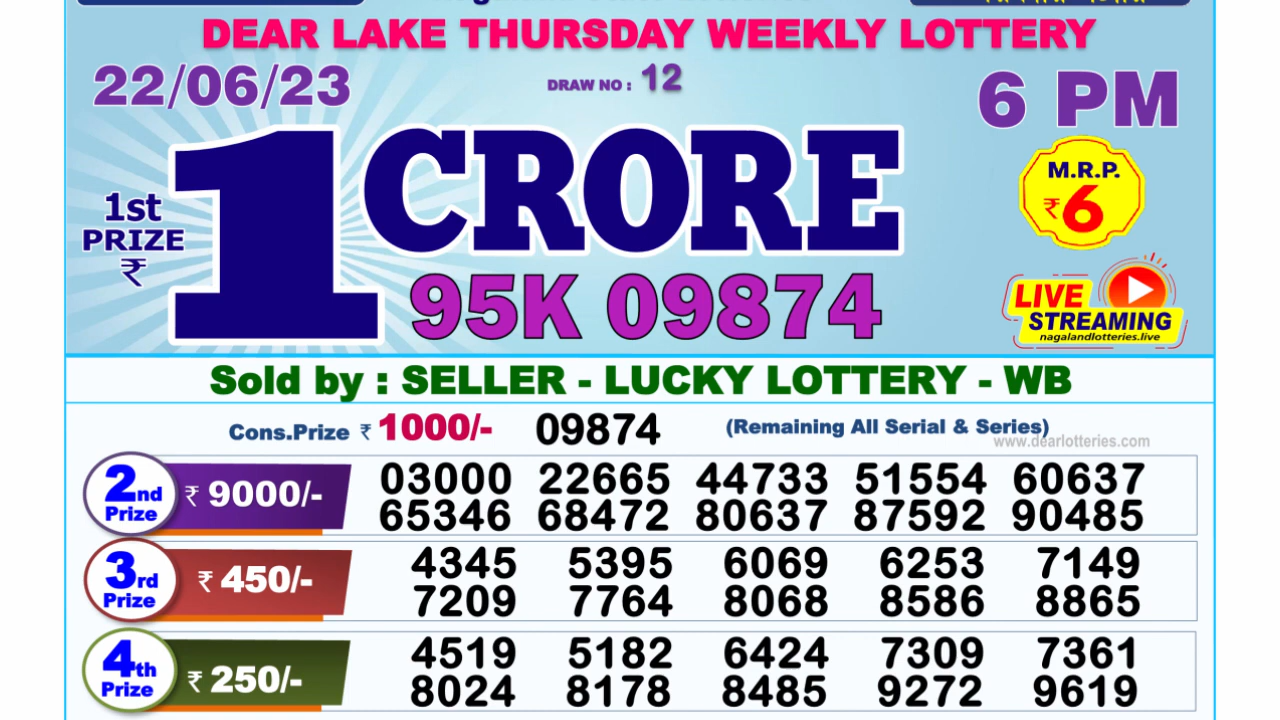 DEAR LAKE THURSDAY WEEKLY LOTTERY
22/06/23
DRAW NO : 12
6 PM
1st PRIZE ₹
1 CRORE
95K 09874
M.R.P.
₹6
LIVE
STREAMING
nagalandlotteries.live
Sold by : SELLER - LUCKY LOTTERY - WB
Cons.Prize ₹ 1000/- 09874 (Remaining All Serial & Series)
www.dearlotteries.com
2nd Prize ₹ 9000/-
03000 22665 44733 51554 60637
65346 68472 80637 87592 90485
3rd Prize ₹ 450/-
4345 5395 6069 6253 7149
7209 7764 8068 8586 8865
4th Prize ₹ 250/-
4519 5182 6424 7309 7361
8024 8178 8485 9272 9619